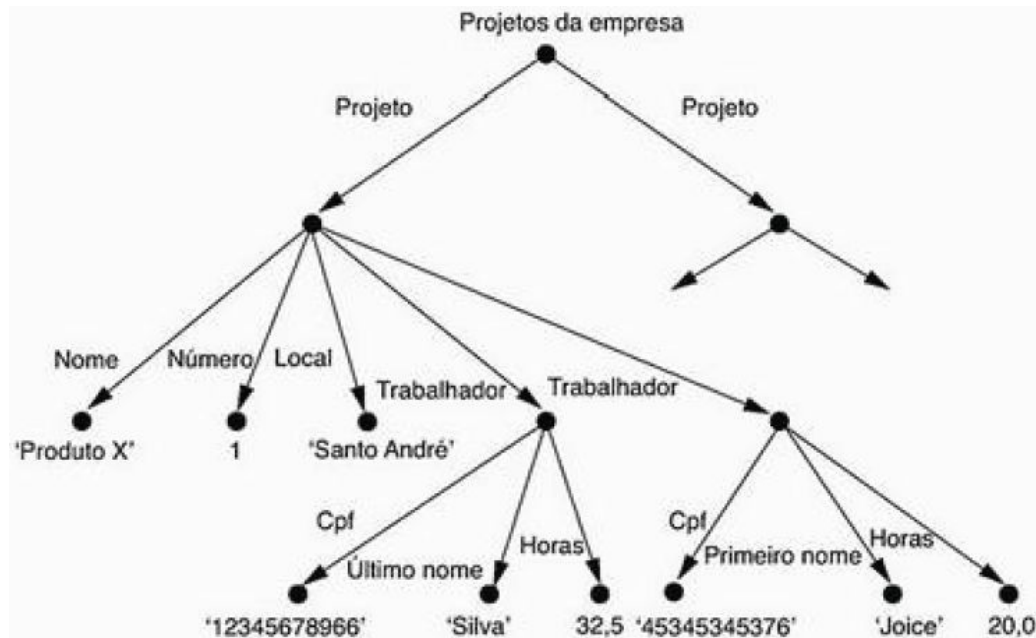 Projetos da empresa
Projeto Projeto
Nome Número Local Trabalhador Trabalhador
'Produto X' 1 'Santo André'
Cpf Último nome Horas Cpf Primeiro nome Horas
'12345678966' 'Silva' 32,5 '45345345376' 'Joice' 20,0